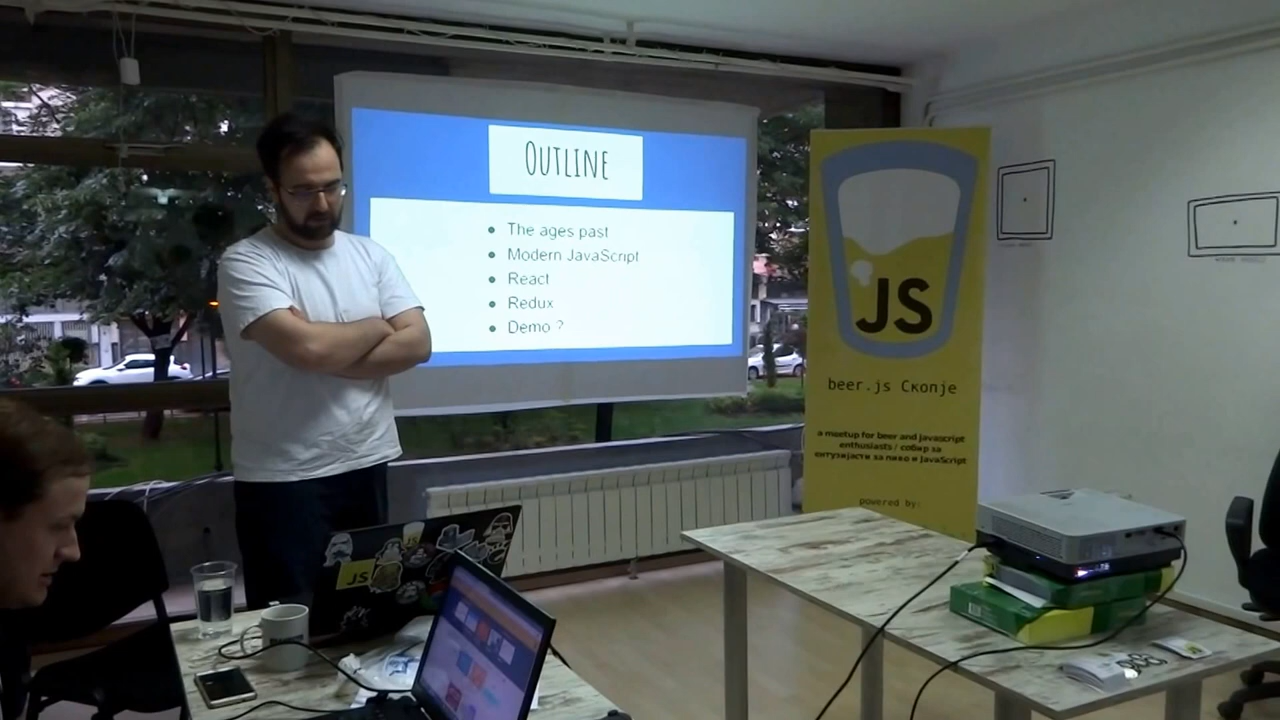 OUTLINE
The ages past
Modern JavaScript
React
Redux
Demo ?
JS
beer.js Скопје
a meetup for beer and javascript
enthusiasts / собир за
ентузијасти за пиво и JavaScript
powered by:
JS